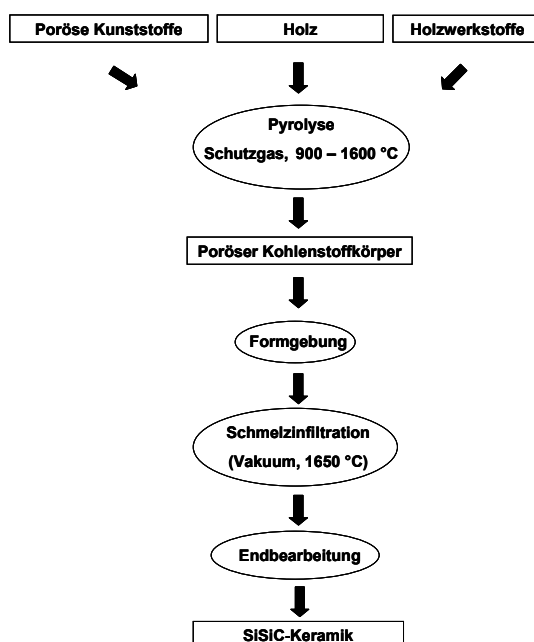 Poröse Kunststoffe
Holz
Holzwerkstoffe
Pyrolyse
Schutzgas, 900 – 1600 °C
Poröser Kohlenstoffkörper
Formgebung
Schmelzinfiltration
(Vakuum, 1650 °C)
Endbearbeitung
SiSiC-Keramik